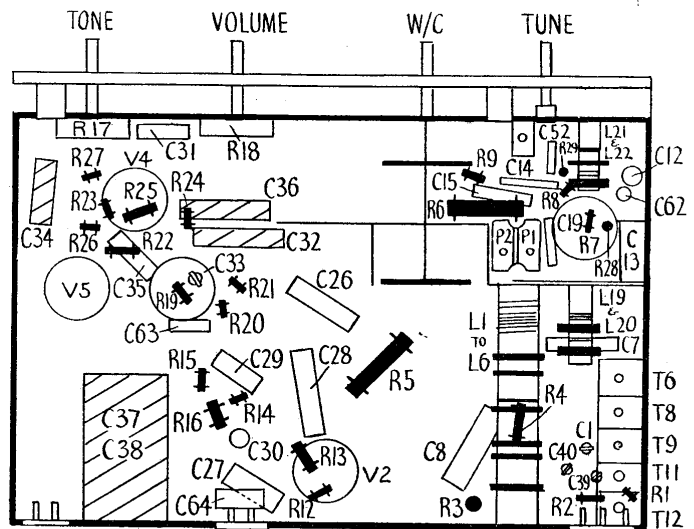 TONE VOLUME W/C TUNE
R17 C31 R18 C52 L21
R29 & L22
R27 V4 R9 C14 C12
R24 C36 C15 R8
R23 R25 R6 C62
C34 R26 R22 C32 P2 P1 C19 R7 C13
R28
C35 C33
V5 R19 R21 C26 L19
R20 & L20
C63 L1 TO L6 C7
R15 C29 C28 R5 T6
R4
C37 R16 R14 T8
C38 C30 C8 C1 T9
R13 C40
C27 V2 C39 T11
C64 R12 R3 R2 R1
T12